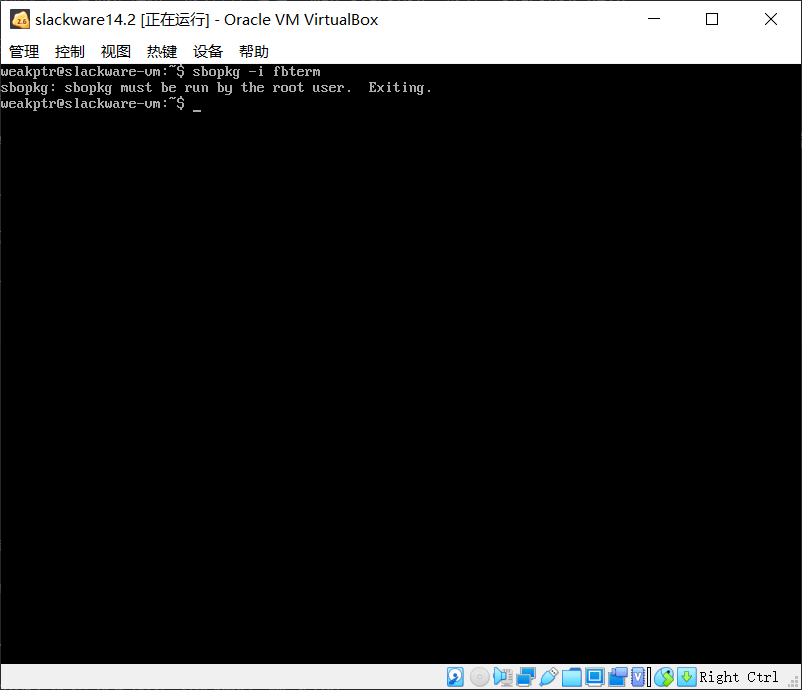 slackware14.2 [正在运行] - Oracle VM VirtualBox
管理 控制 视图 热键 设备 帮助
weakptr@slackware-vm:~$ sbopkg -i fbterm
sbopkg: sbopkg must be run by the root user.  Exiting.
weakptr@slackware-vm:~$ _
Right Ctrl